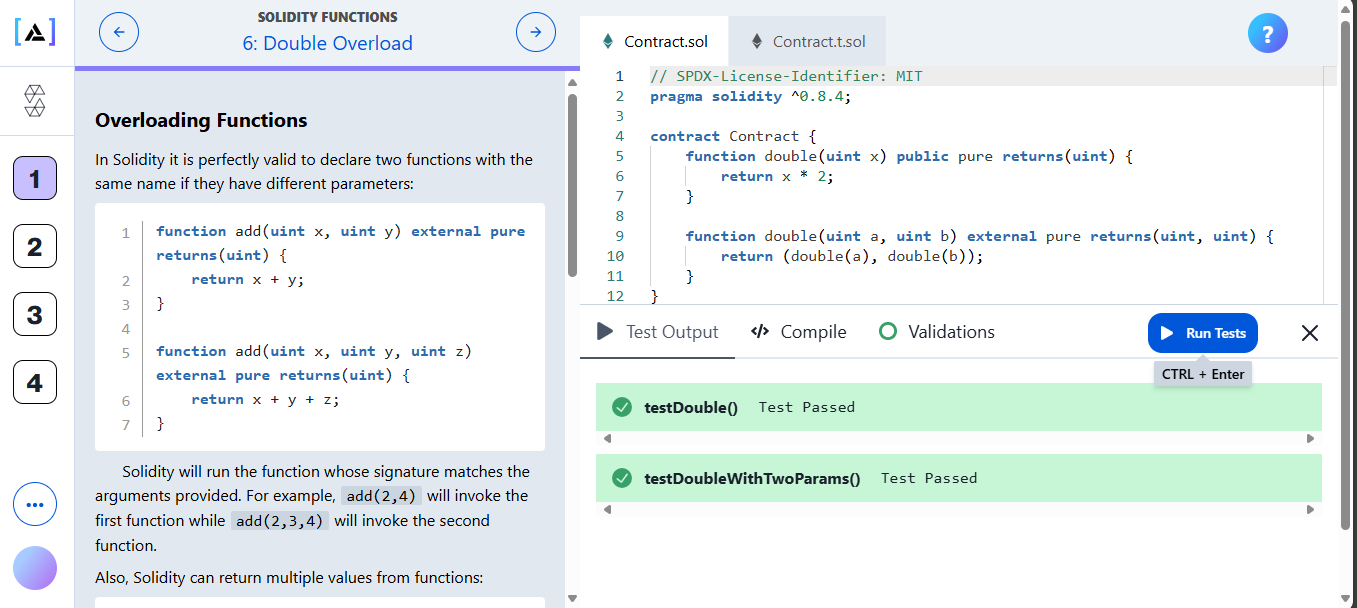 [A]
SOLIDITY FUNCTIONS
6: Double Overload
1
2
3
4
Overloading Functions
In Solidity it is perfectly valid to declare two functions with the
same name if they have different parameters:
1 function add(uint x, uint y) external pure
returns(uint) {
2 return x + y;
3 }
4
5 function add(uint x, uint y, uint z)
external pure returns(uint) {
6 return x + y + z;
7 }
Solidity will run the function whose signature matches the
arguments provided. For example, add(2,4) will invoke the
first function while add(2,3,4) will invoke the second
function.
Also, Solidity can return multiple values from functions:
Contract.sol
Contract.t.sol
?
1 // SPDX-License-Identifier: MIT
2 pragma solidity ^0.8.4;
3
4 contract Contract {
5 function double(uint x) public pure returns(uint) {
6 return x * 2;
7 }
8
9 function double(uint a, uint b) external pure returns(uint, uint) {
10 return (double(a), double(b));
11 }
12 }
Test Output
</> Compile
Validations
Run Tests
CTRL + Enter
testDouble() Test Passed
testDoubleWithTwoParams() Test Passed